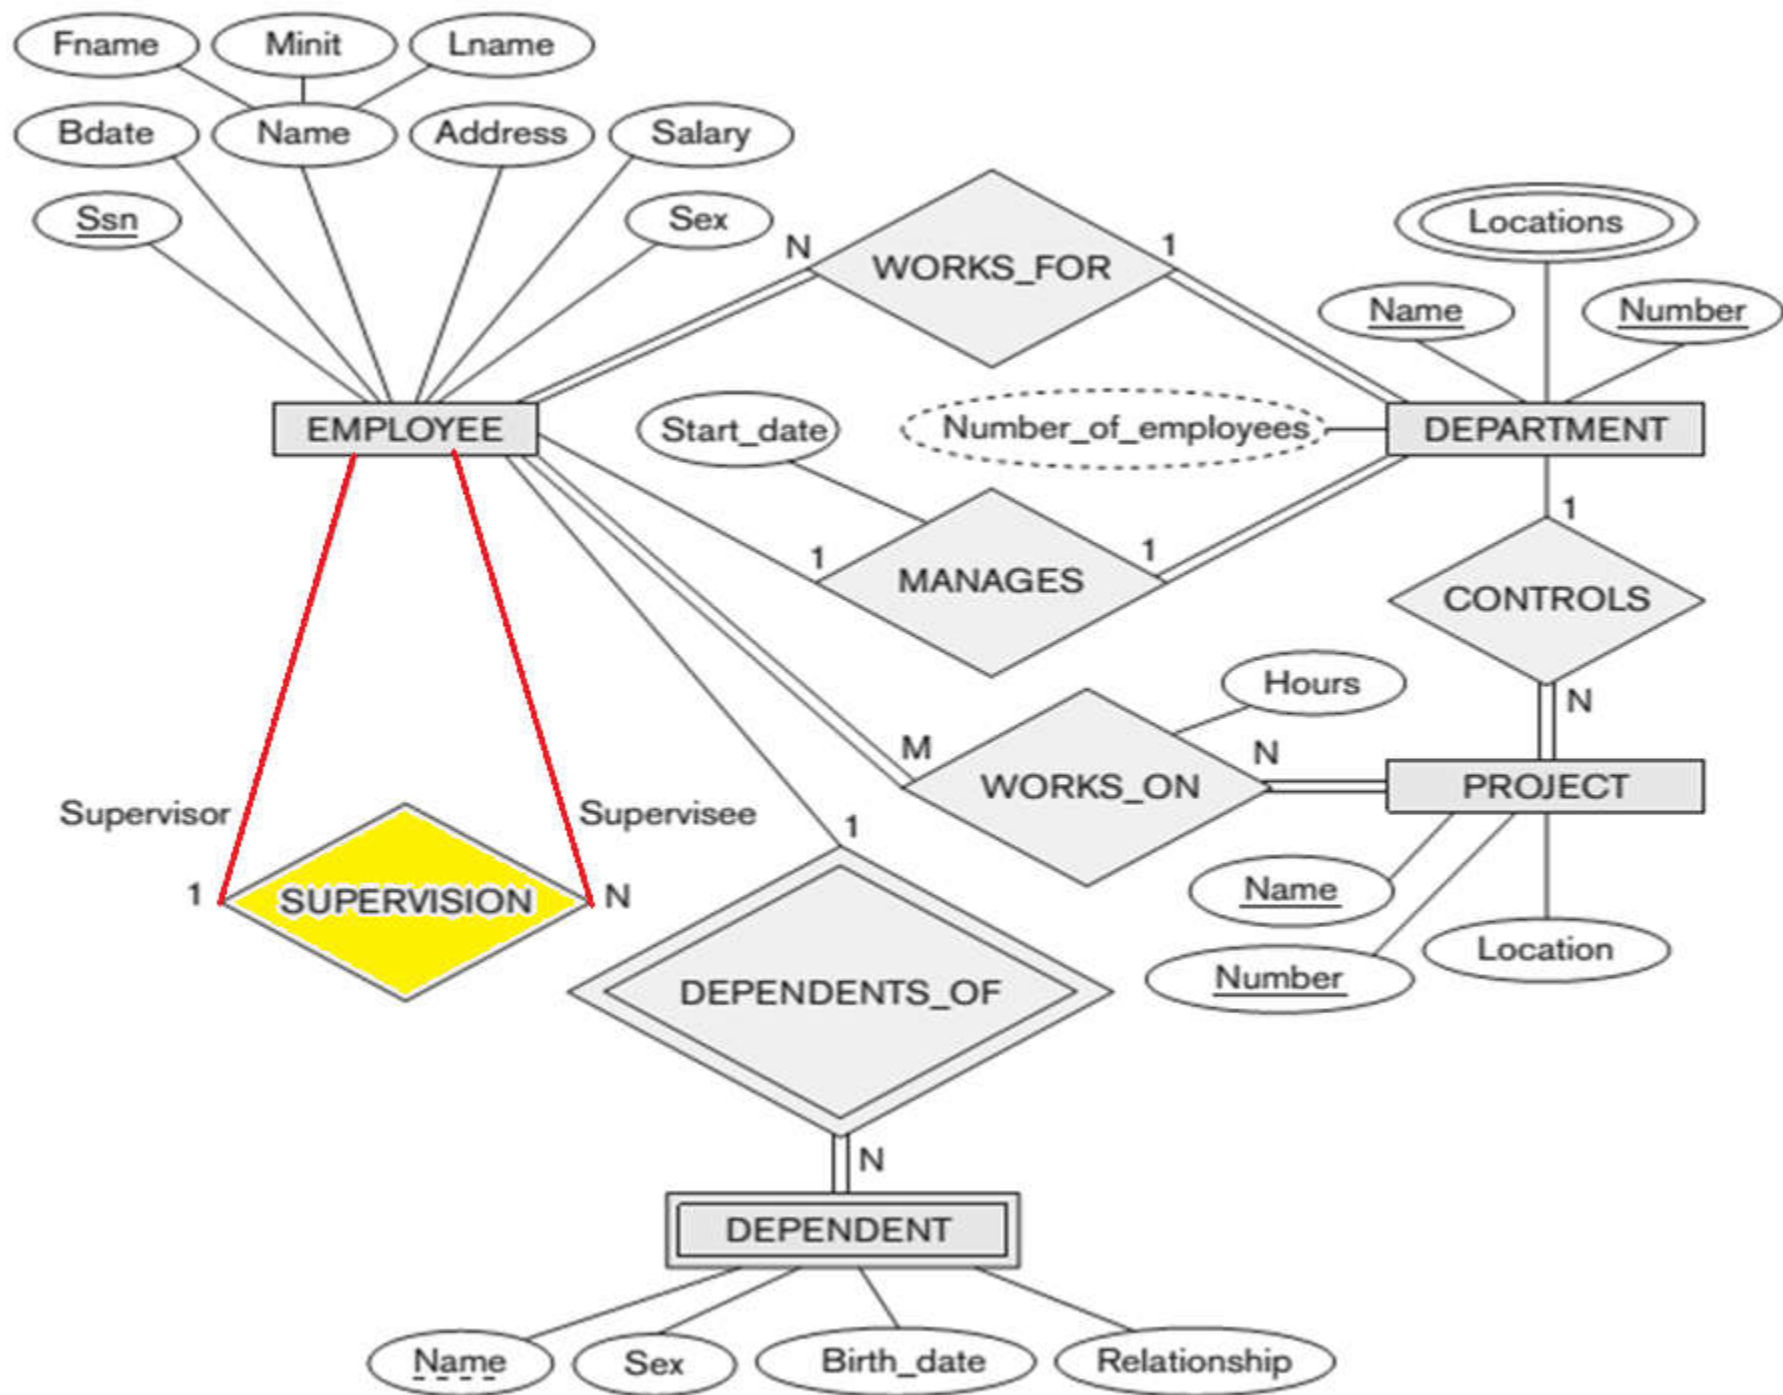 Fname
Minit
Lname
Bdate
Name
Address
Salary
Ssn
Sex
N
WORKS_FOR
1
Locations
Name
Number
EMPLOYEE
Start_date
Number_of_employees
DEPARTMENT
1
MANAGES
1
1
CONTROLS
N
Hours
M
WORKS_ON
N
PROJECT
Supervisor
Supervisee
1
SUPERVISION
N
1
Name
Number
Location
DEPENDENTS_OF
N
DEPENDENT
Name
Sex
Birth_date
Relationship